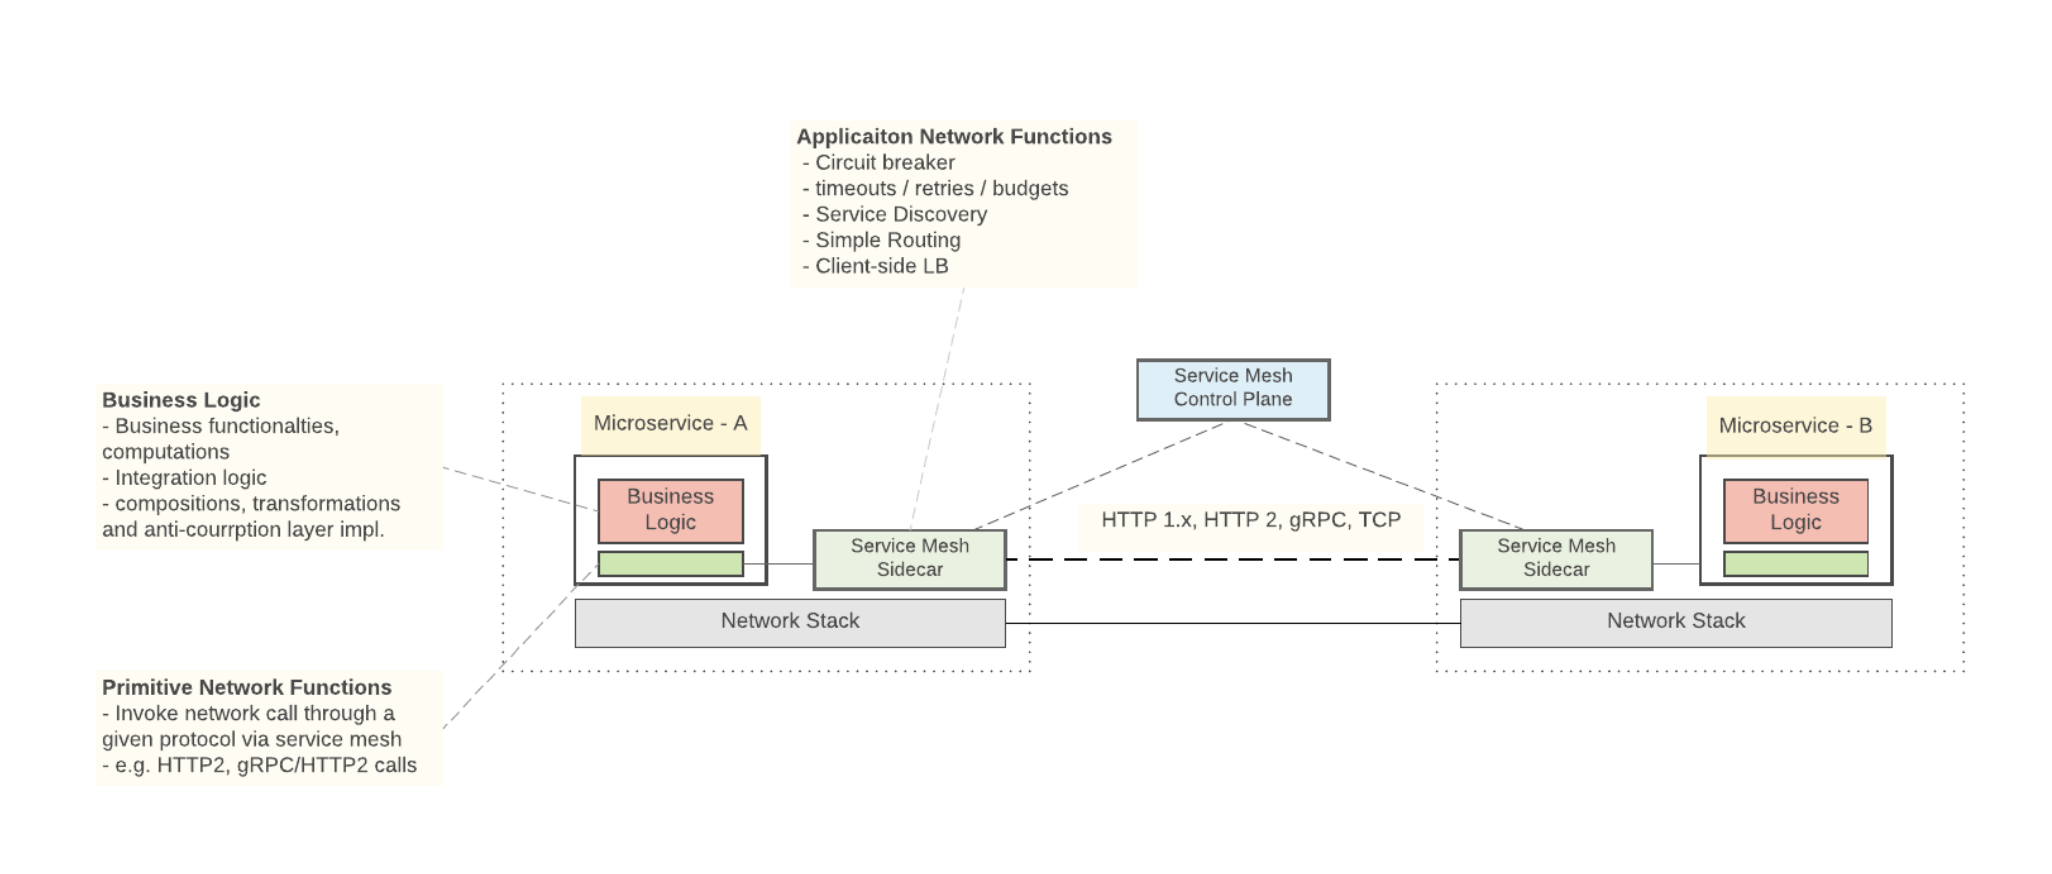 Applicaiton Network Functions
- Circuit breaker
- timeouts / retries / budgets
- Service Discovery
- Simple Routing
- Client-side LB
Service Mesh
Control Plane
Business Logic
- Business functionalties,
computations
- Integration logic
- compositions, transformations
and anti-courrption layer impl.
Microservice - A
Business
Logic
Service Mesh
Sidecar
Network Stack
HTTP 1.x, HTTP 2, gRPC, TCP
Microservice - B
Business
Logic
Service Mesh
Sidecar
Network Stack
Primitive Network Functions
- Invoke network call through a
given protocol via service mesh
- e.g. HTTP2, gRPC/HTTP2 calls